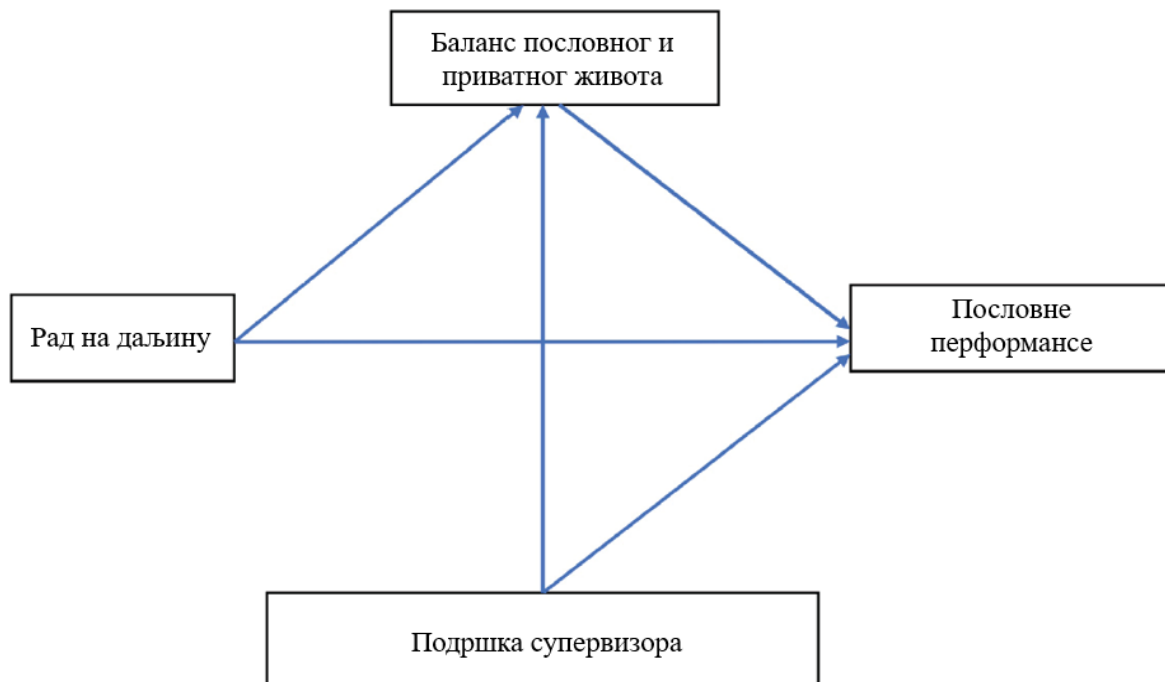 Баланс пословног и
приватног живота
Рад на даљину
Пословне
перформансе
Подршка супервизора